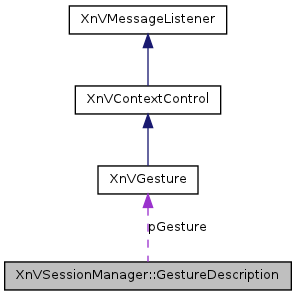 XnVMessageListener
XnVContextControl
XnVGesture
pGesture
XnVSessionManager::GestureDescription